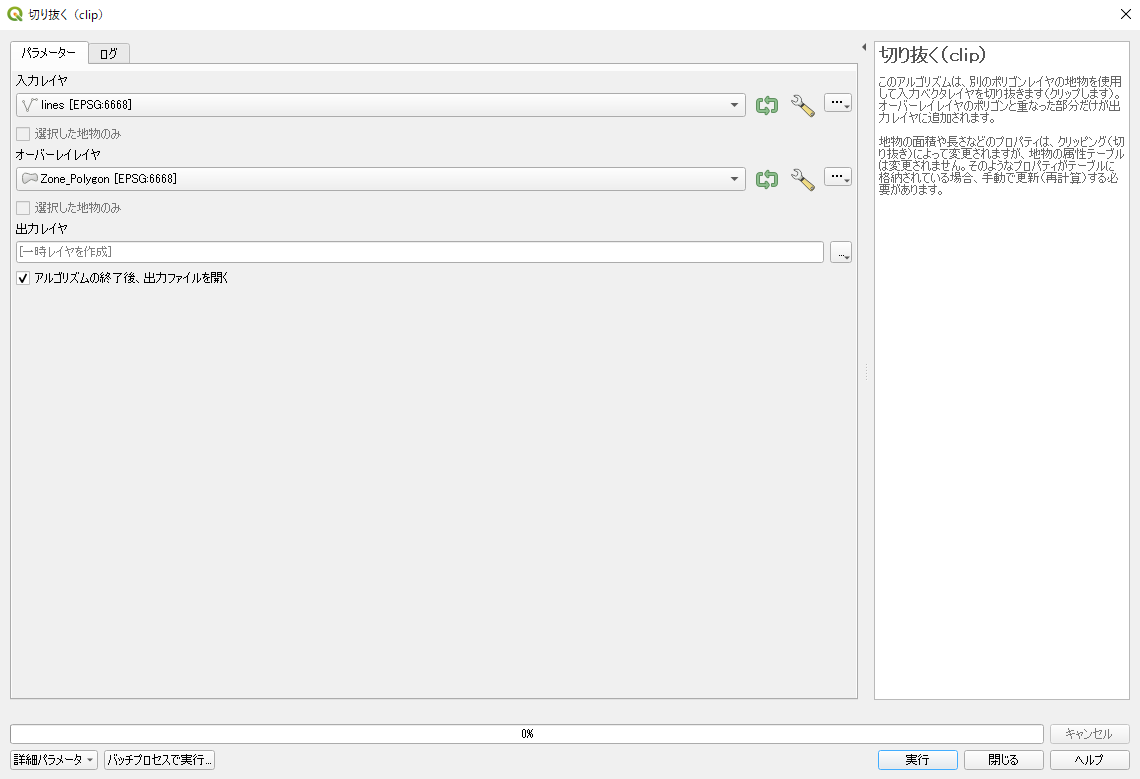 切り抜く (clip)
パラメーター
ログ
入力レイヤ
lines [EPSG:6668]
選択した地物のみ
オーバーレイレイヤ
Zone_Polygon [EPSG:6668]
選択した地物のみ
出力レイヤ
[一時レイヤを作成]
アルゴリズムの終了後、出力ファイルを開く
切り抜く(clip)
このアルゴリズムは、別のポリゴンレイヤの地物を使用
して入力ベクタレイヤを切り抜きます(クリップします)。
オーバーレイレイヤのポリゴンと重なった部分だけが出
力レイヤに追加されます。
地物の面積や長さなどのプロパティは、クリッピング(切
り抜き)によって変更されますが、地物の属性テーブル
は変更されません。そのようなプロパティがテーブルに
格納されている場合、手動で更新(再計算)する必
要があります。
0%
キャンセル
詳細パラメータ
バッチプロセスで実行...
実行
閉じる
ヘルプ